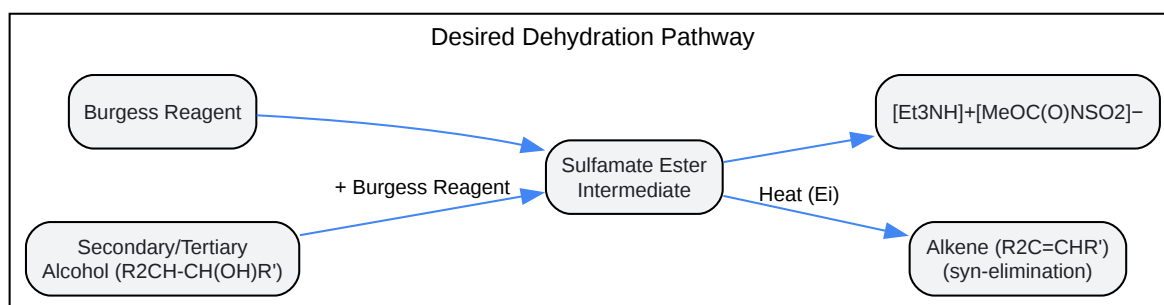 Desired Dehydration Pathway
Burgess Reagent
[Et3NH]+[MeOC(O)NSO2]−
Sulfamate Ester
Intermediate
+ Burgess Reagent
Heat (Ei)
Secondary/Tertiary
Alcohol (R2CH-CH(OH)R')
Alkene (R2C=CHR')
(syn-elimination)